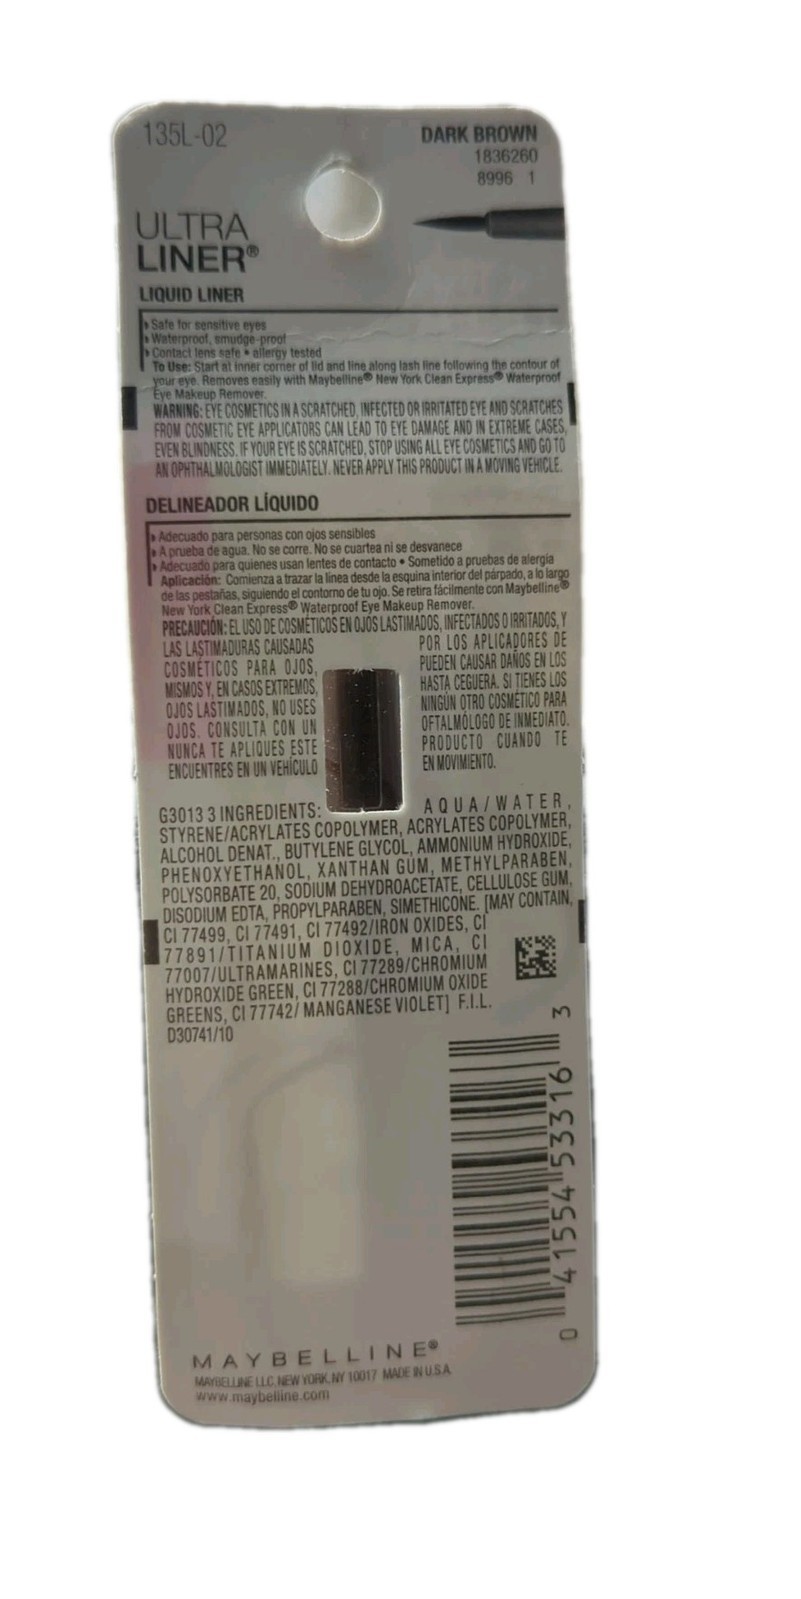 135L-02
DARK BROWN
1836260
8996 1
ULTRA
LINER®
LIQUID LINER
Safe for sensitive eyes
Waterproof, smudge-proof
Contact lens safe • allergy tested
To Use: Start at inner corner of lid and line along lash line following the contour of
your eye. Removes easily with Maybelline® New York Clean Express® Waterproof
Eye Makeup Remover.
WARNING: EYE COSMETICS IN A SCRATCHED, INFECTED OR IRRITATED EYE AND SCRATCHES
FROM COSMETIC EYE APPLICATORS CAN LEAD TO EYE DAMAGE AND IN EXTREME CASES,
EVEN BLINDNESS. IF YOUR EYE IS SCRATCHED, STOP USING ALL EYE COSMETICS AND GO TO
AN OPHTHALMOLOGIST IMMEDIATELY. NEVER APPLY THIS PRODUCT IN A MOVING VEHICLE.
DELINEADOR LÍQUIDO
Adecuado para personas con ojos sensibles
A prueba de agua. No se corre. No se cuartea ni se desvanece
Adecuado para quienes usan lentes de contacto • Sometido a pruebas de alergia
Aplicación: Comienza a trazar la línea desde la esquina interior del párpado, a lo largo
de las pestañas, siguiendo el contorno de tu ojo. Se retira fácilmente con Maybelline®
New York Clean Express® Waterproof Eye Makeup Remover.
PRECAUCIÓN: EL USO DE COSMÉTICOS EN OJOS LASTIMADOS, INFECTADOS O IRRITADOS, Y
LAS LASTIMADURAS CAUSADAS POR LOS APLICADORES DE
COSMÉTICOS PARA OJOS, PUEDEN CAUSAR DAÑOS EN LOS
MISMOS Y, EN CASOS EXTREMOS, HASTA CEGUERA. SI TIENES LOS
OJOS LASTIMADOS, NO USES NINGÚN OTRO COSMÉTICO PARA
OJOS. CONSULTA CON UN OFTALMÓLOGO DE INMEDIATO.
NUNCA TE APLIQUES ESTE PRODUCTO CUANDO TE
ENCUENTRES EN UN VEHÍCULO EN MOVIMIENTO.
G3013 3 INGREDIENTS: AQUA/WATER,
STYRENE/ACRYLATES COPOLYMER, ACRYLATES COPOLYMER,
ALCOHOL DENAT., BUTYLENE GLYCOL, AMMONIUM HYDROXIDE,
PHENOXYETHANOL, XANTHAN GUM, METHYLPARABEN,
POLYSORBATE 20, SODIUM DEHYDROACETATE, CELLULOSE GUM,
DISODIUM EDTA, PROPYLPARABEN, SIMETHICONE. [MAY CONTAIN,
CI 77499, CI 77491, CI 77492/IRON OXIDES, CI
77891/TITANIUM DIOXIDE, MICA, CI
77007/ULTRAMARINES, CI 77289/CHROMIUM
HYDROXIDE GREEN, CI 77288/CHROMIUM OXIDE
GREENS, CI 77742/ MANGANESE VIOLET] F.I.L.
D30741/10
0 41554 53316 3
MAYBELLINE®
MAYBELLINE LLC, NEW YORK, NY 10017 MADE IN U.S.A.
www.maybelline.com